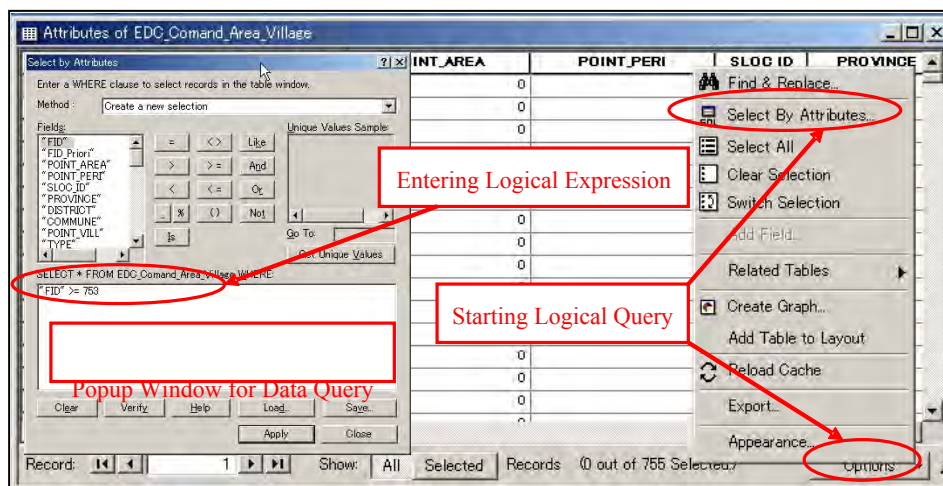 Attributes of EDC_Comand_Area_Village
Select by Attributes
Enter a WHERE clause to select records in the table window.
Method : Create a new selection
Fields: Unique Values Sample:
"FID"
"FID_Priori"
"POINT_AREA"
"POINT_PERI"
"SLOC_ID"
"PROVINCE"
"DISTRICT"
"COMMUNE"
"POINT_VILL"
"TYPE"
= <> Like
> >= And
< <= Or
_ % () Not
Is
Go To:
Get Unique Values
SELECT * FROM EDC_Comand_Area_Village WHERE:
"FID" >= 753
Popup Window for Data Query
Clear Verify Help Load... Save...
Apply Close
INT_AREA POINT_PERI SLOC ID PROVINCE
0
0
0
0
0
0
0
0
Entering Logical Expression
Starting Logical Query
Find & Replace...
Select By Attributes...
Select All
Clear Selection
Switch Selection
Add Field...
Related Tables
Create Graph...
Add Table to Layout
Reload Cache
Export...
Appearance...
Record: 1 Show: All Selected Records (0 out of 755 Selected.) Options